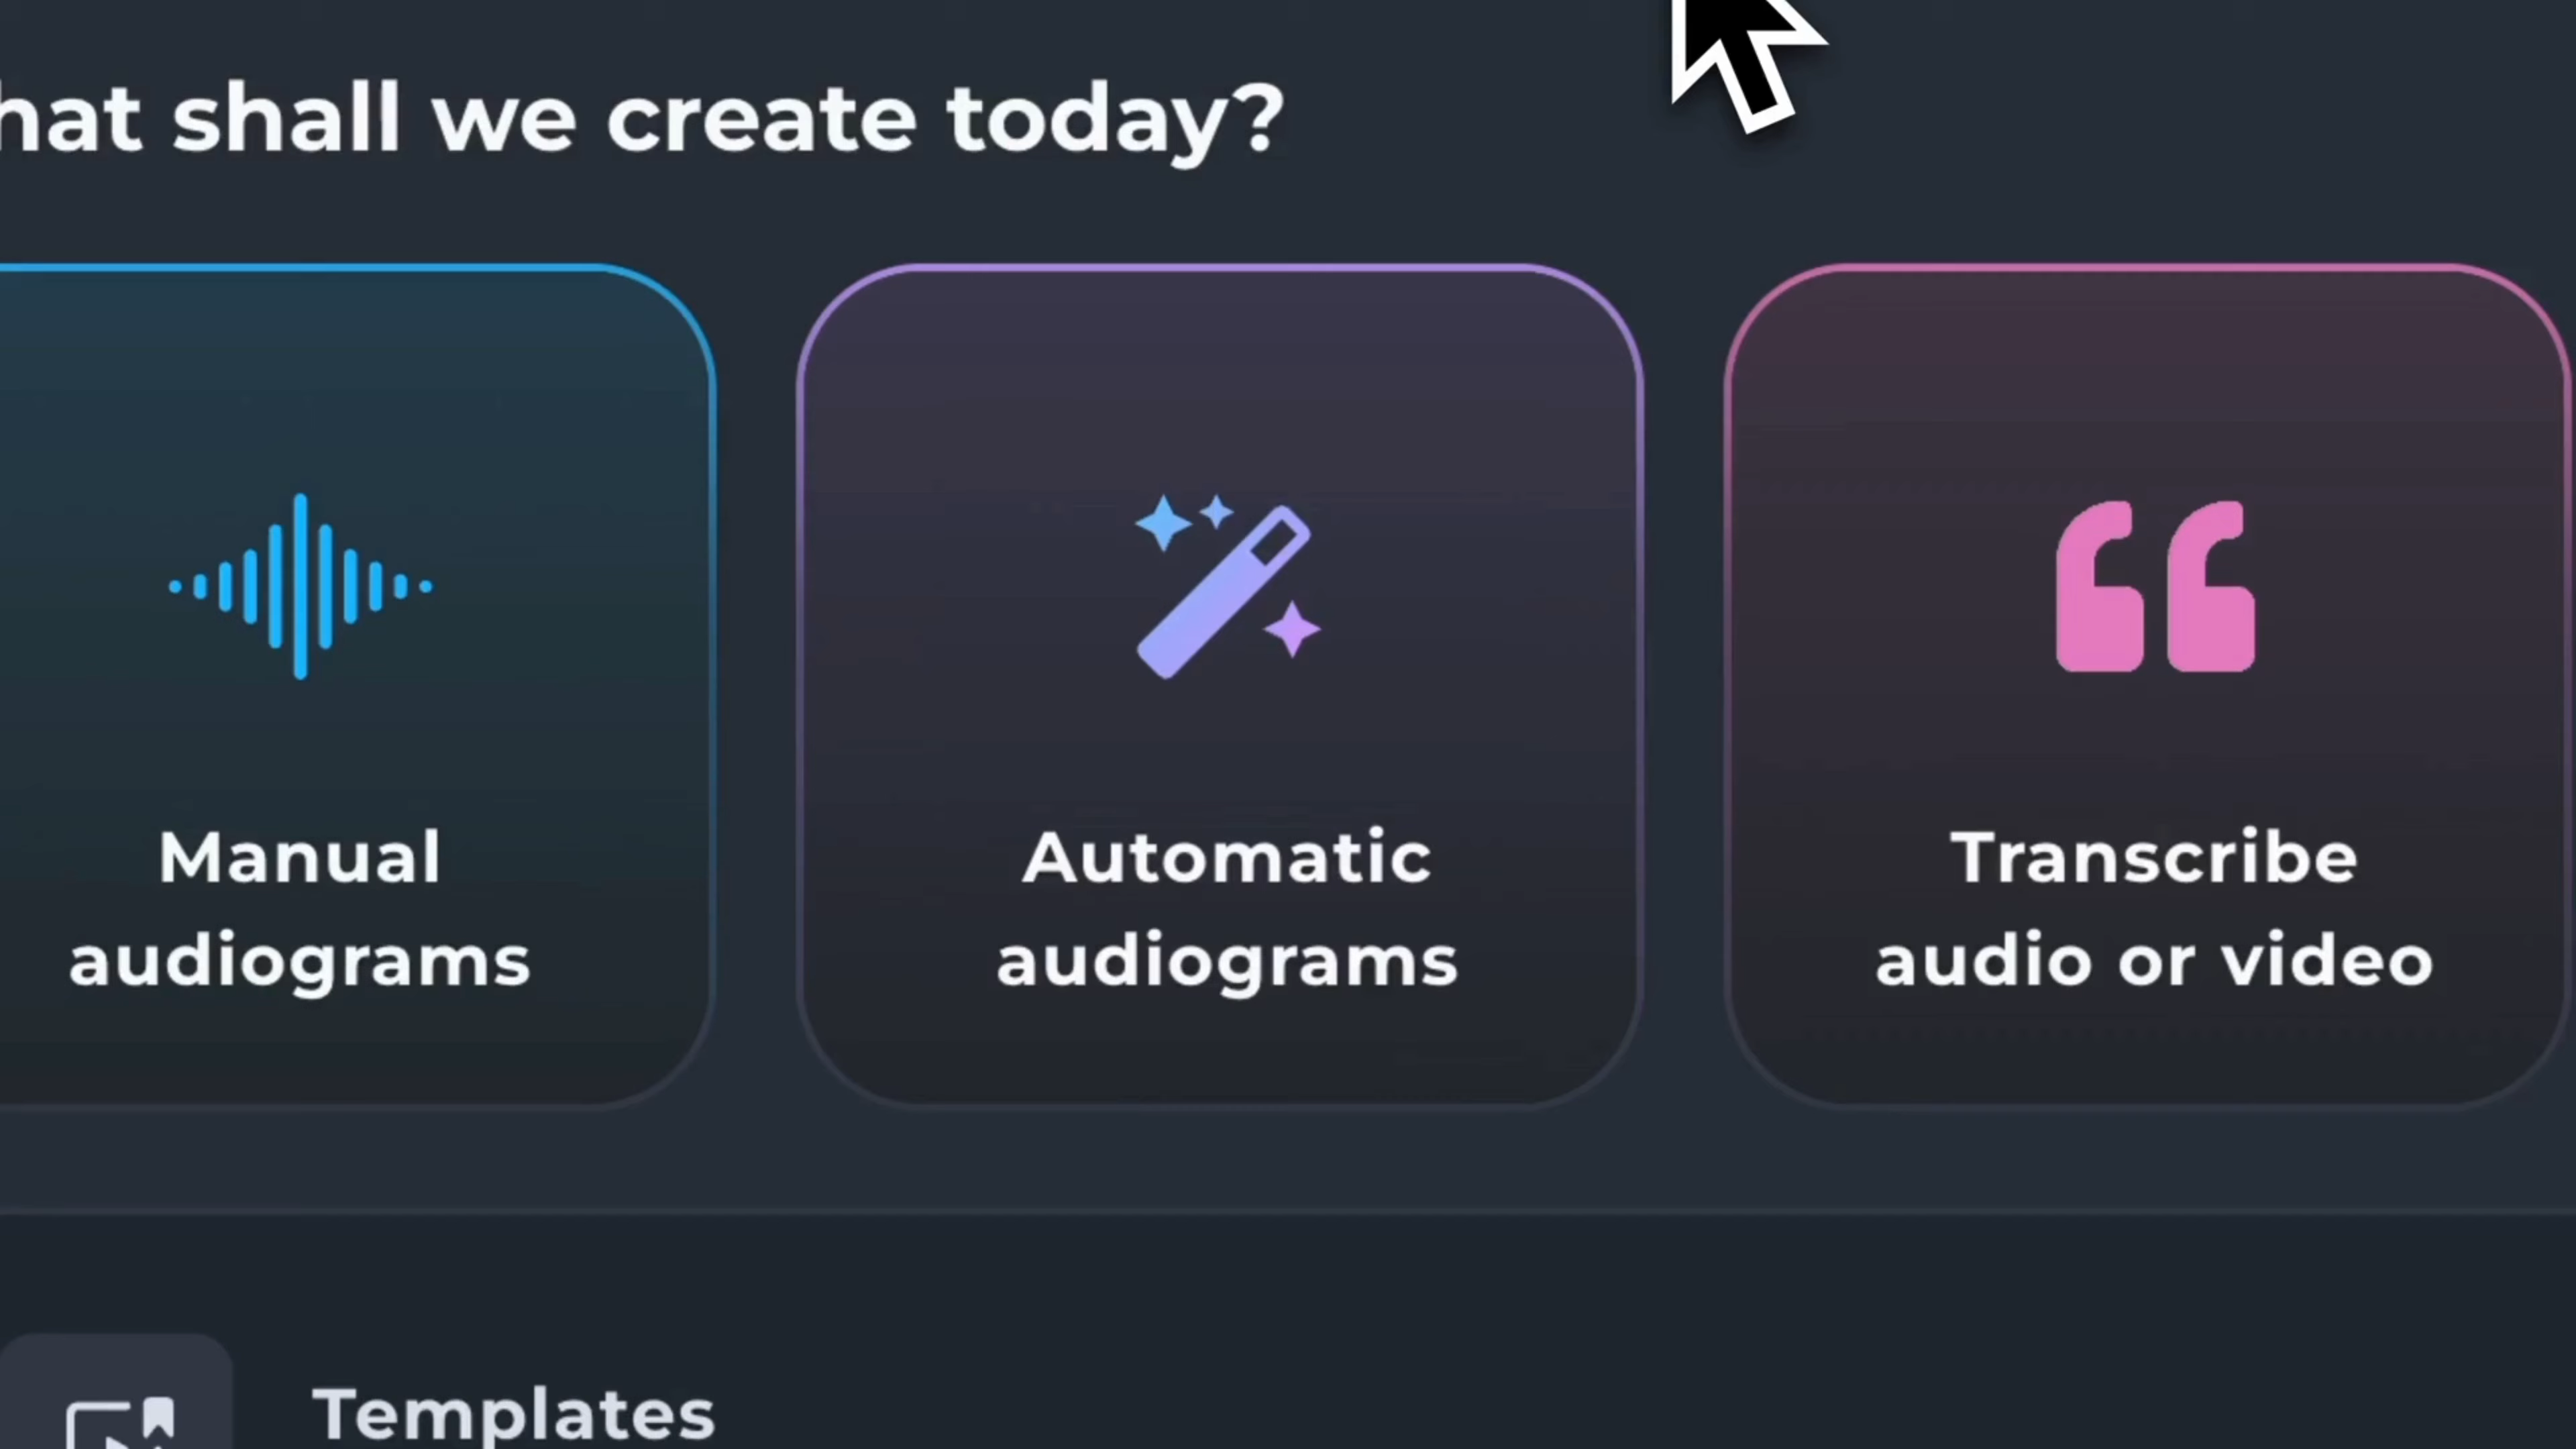 hat shall we create today?
Manual
audiograms
Automatic
audiograms
Transcribe
audio or video
Templates